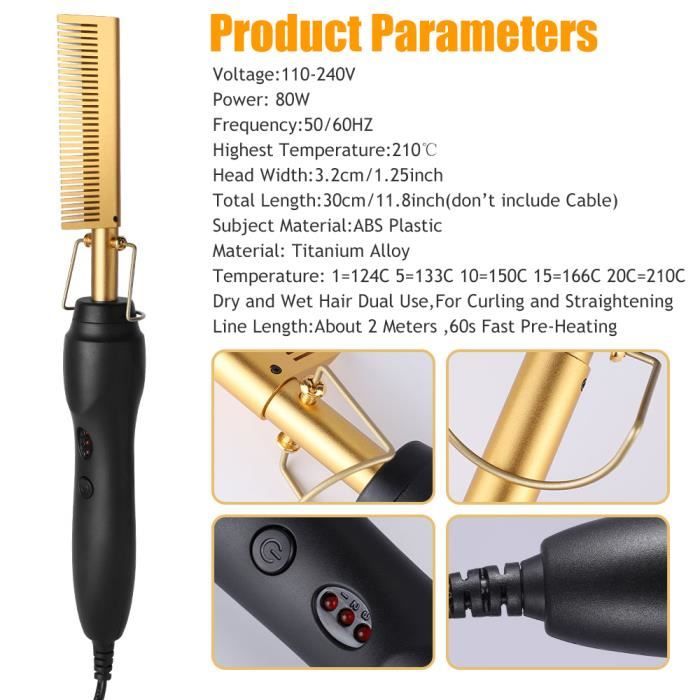 Product Parameters
Voltage:110-240V
Power: 80W
Frequency:50/60HZ
Highest Temperature:210℃
Head Width:3.2cm/1.25inch
Total Length:30cm/11.8inch(don't include Cable)
Subject Material:ABS Plastic
Material: Titanium Alloy
Temperature: 1=124C 5=133C 10=150C 15=166C 20C=210C
Dry and Wet Hair Dual Use,For Curling and Straightening
Line Length:About 2 Meters ,60s Fast Pre-Heating
1 2 3